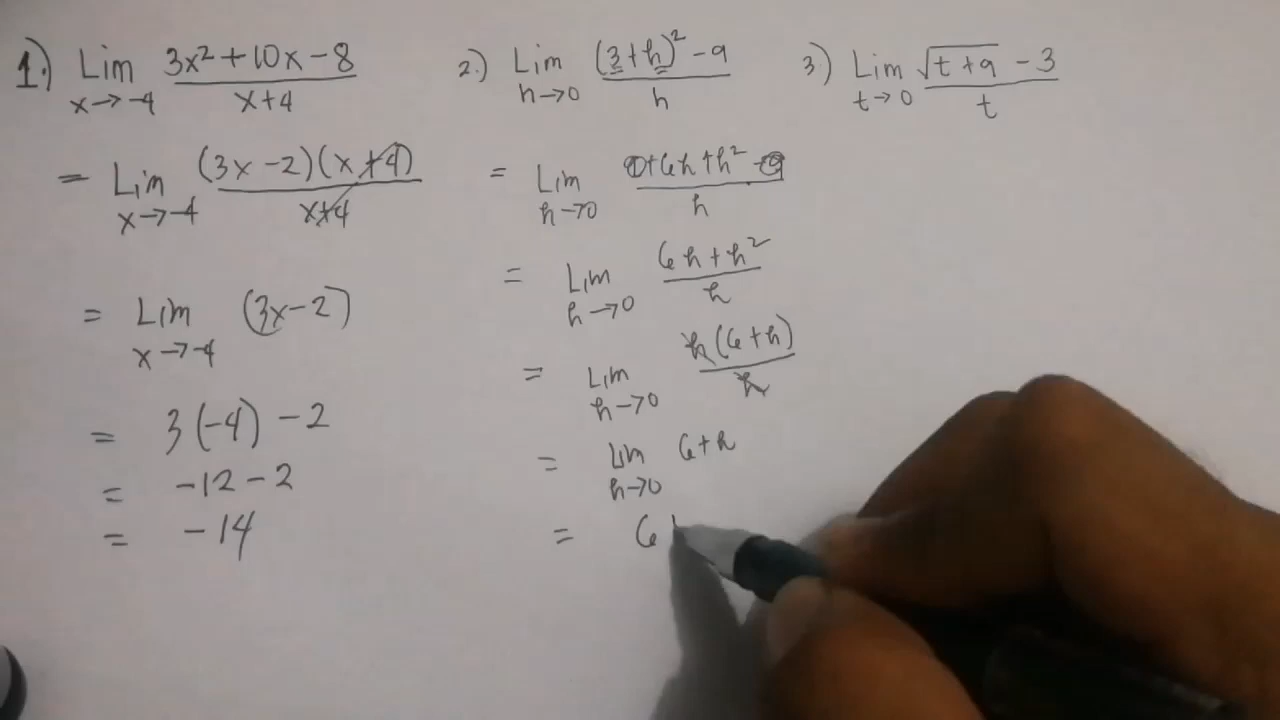 1.) Lim x→-4 (3x² + 10x - 8)/(x+4)
= Lim x→-4 (3x - 2)(x+4)/(x+4)
= Lim x→-4 (3x - 2)
= 3(-4) - 2
= -12 - 2
= -14
2.) Lim h→0 ((3+h)² - 9)/h
= Lim h→0 (9+6h+h² - 9)/h
= Lim h→0 (6h + h²)/h
= Lim h→0 h(6+h)/h
= Lim h→0 6+h
= 6
3.) Lim t→0 (√(t+9) - 3)/t